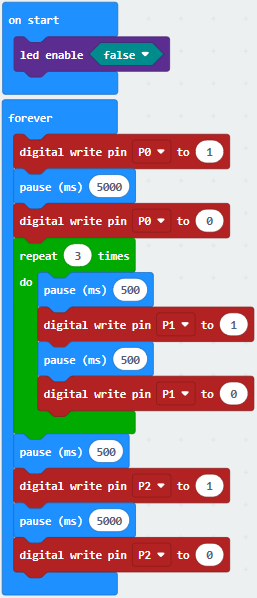 on start
led enable false
forever
digital write pin P0 to 1
pause (ms) 5000
digital write pin P0 to 0
repeat 3 times
do pause (ms) 500
digital write pin P1 to 1
pause (ms) 500
digital write pin P1 to 0
pause (ms) 500
digital write pin P2 to 1
pause (ms) 5000
digital write pin P2 to 0